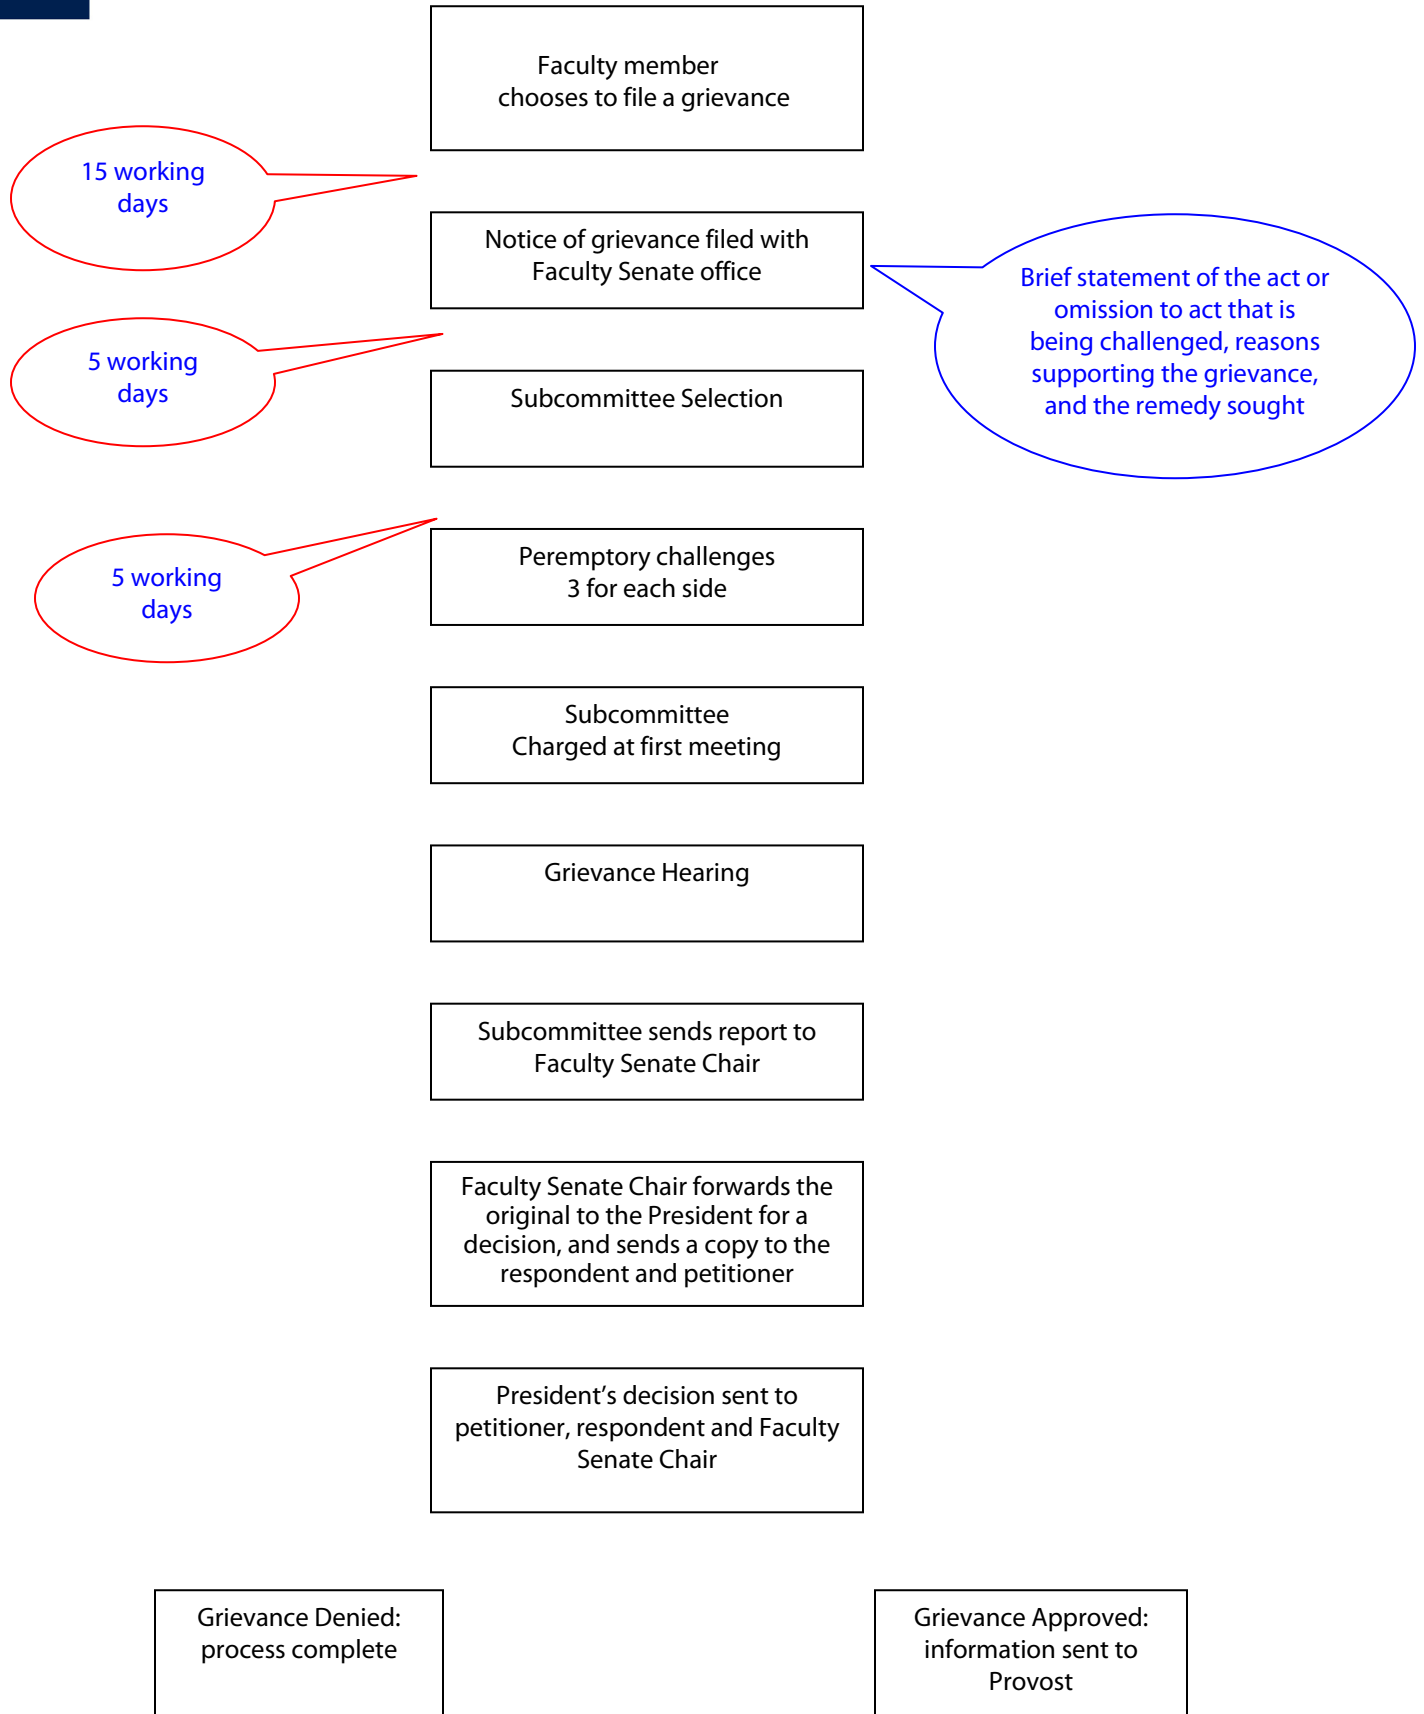 Faculty member
chooses to file a grievance
15 working
days
Notice of grievance filed with
Faculty Senate office
Brief statement of the act or
omission to act that is
being challenged, reasons
supporting the grievance,
and the remedy sought
5 working
days
Subcommittee Selection
Peremptory challenges
3 for each side
5 working
days
Subcommittee
Charged at first meeting
Grievance Hearing
Subcommittee sends report to
Faculty Senate Chair
Faculty Senate Chair forwards the
original to the President for a
decision, and sends a copy to the
respondent and petitioner
President’s decision sent to
petitioner, respondent and Faculty
Senate Chair
Grievance Denied:
process complete
Grievance Approved:
information sent to
Provost